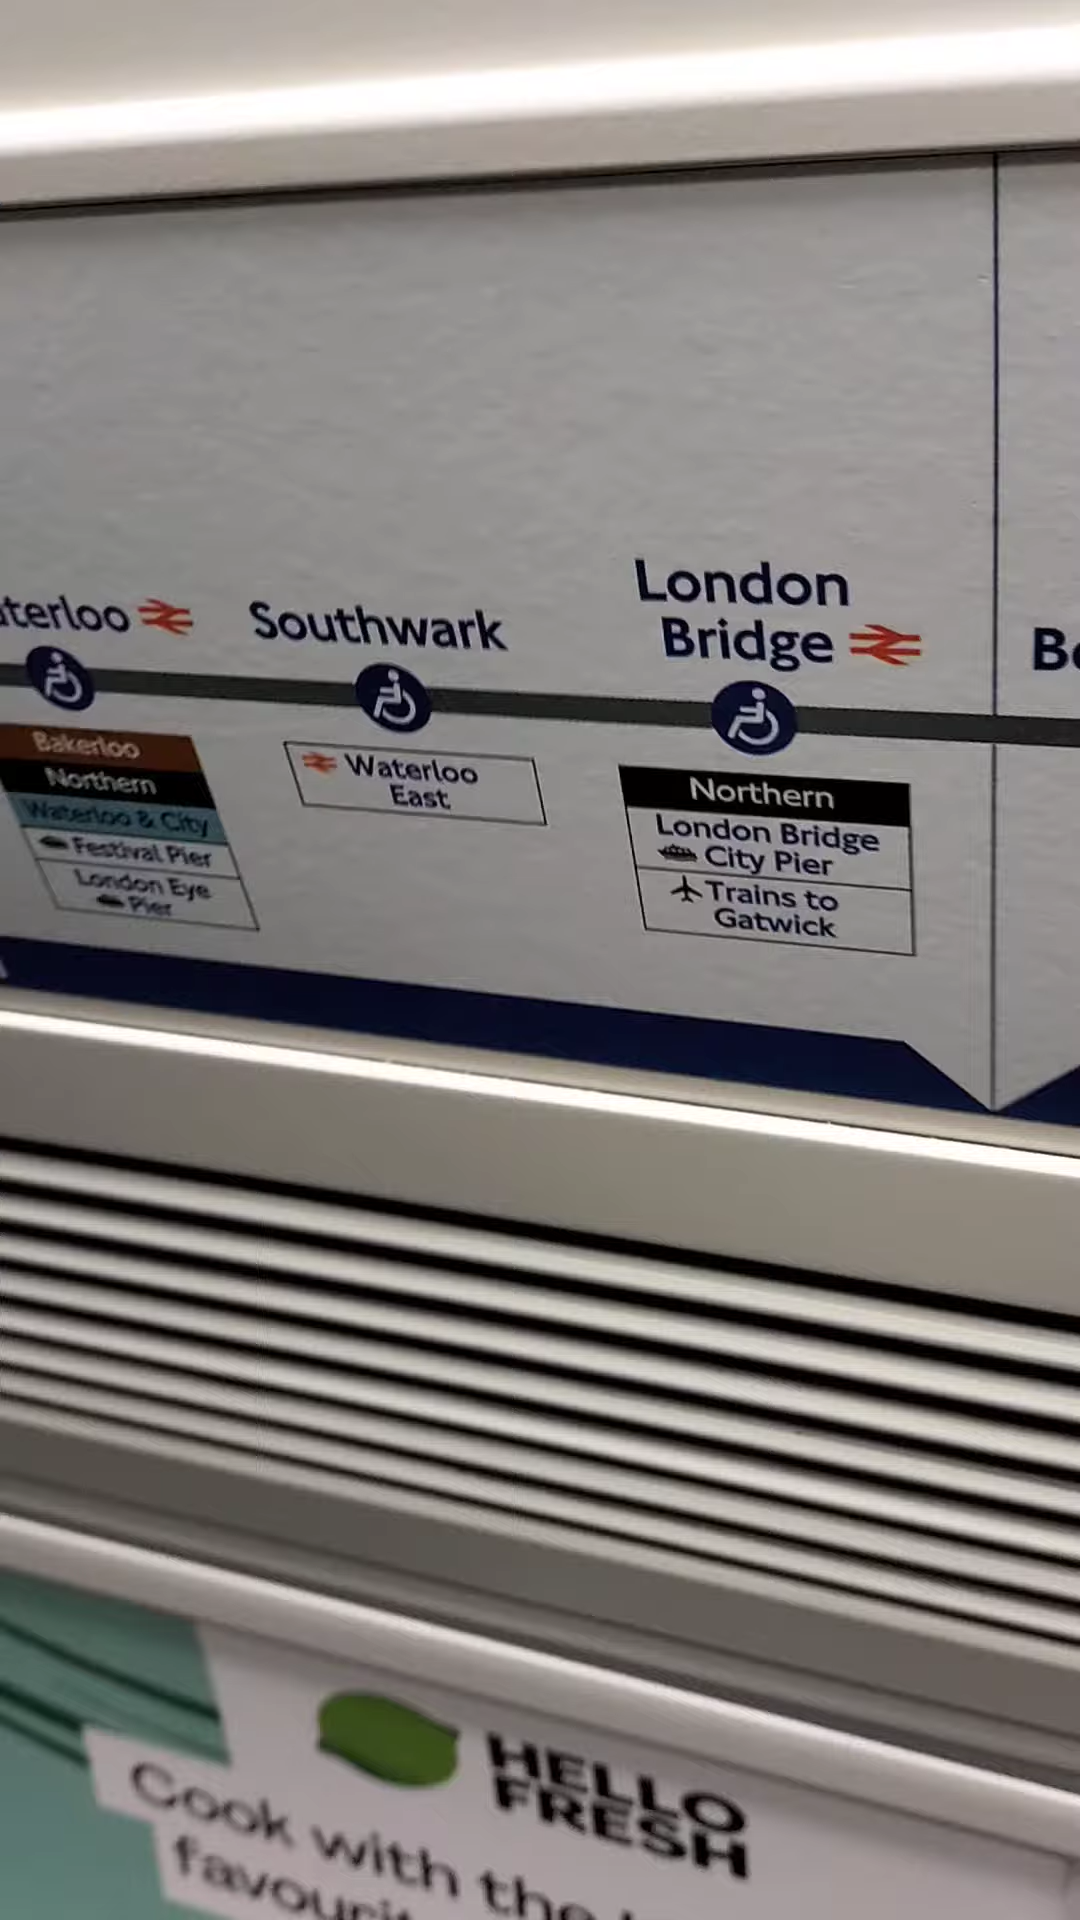 aterloo
Southwark
London
Bridge
Bakerloo
Northern
Waterloo & City
Festival Pier
London Eye
Pier
Waterloo
East
Northern
London Bridge
City Pier
Trains to
Gatwick
HELLO
FRESH
Cook with the